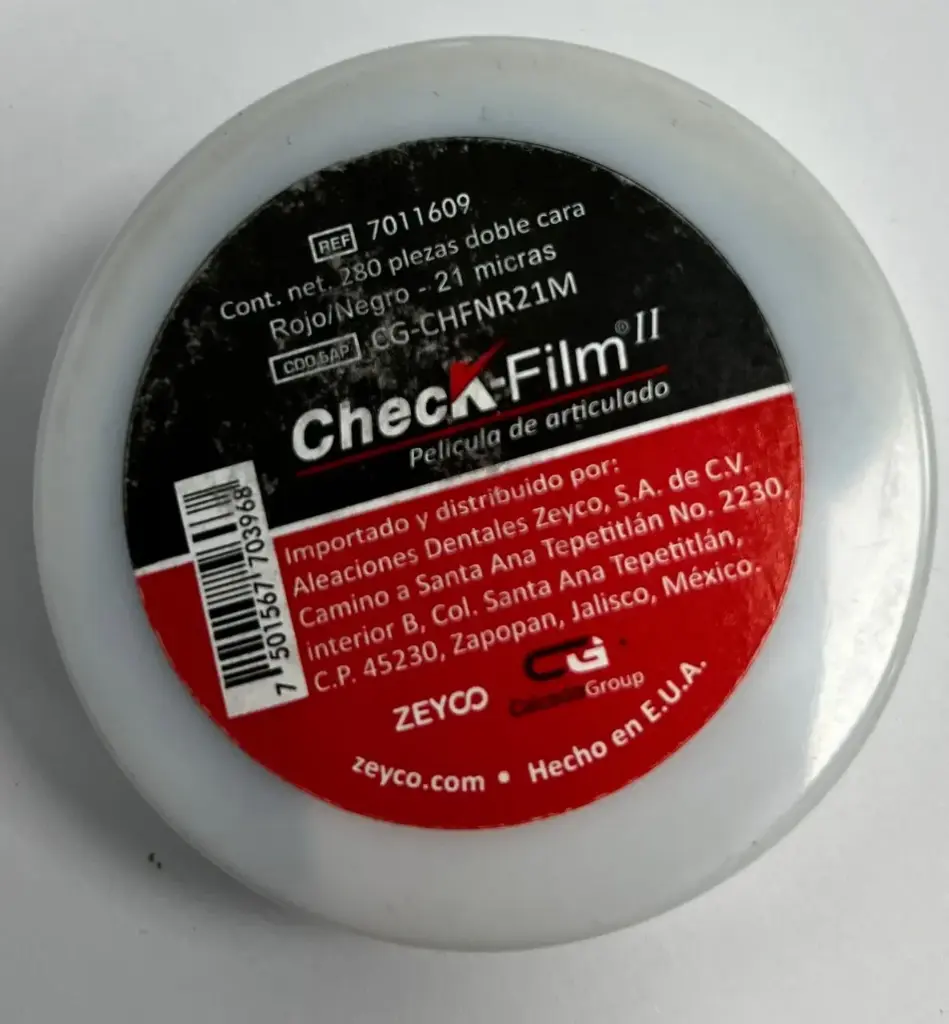 REF 7011609
Cont. net. 280 piezas doble cara
Rojo/Negro - 21 micras
CG-CHFNR21M
Check-Film® II
Película de articulado
Importado y distribuido por:
Aleaciones Dentales Zeyco, S.A. de C.V.
Camino a Santa Ana Tepetitlán No. 2230,
interior B, Col. Santa Ana Tepetitlán,
C.P. 45230, Zapopan, Jalisco, México.
7 501567 703968
ZEYCO
CG
Group
zeyco.com • Hecho en E.U.A.